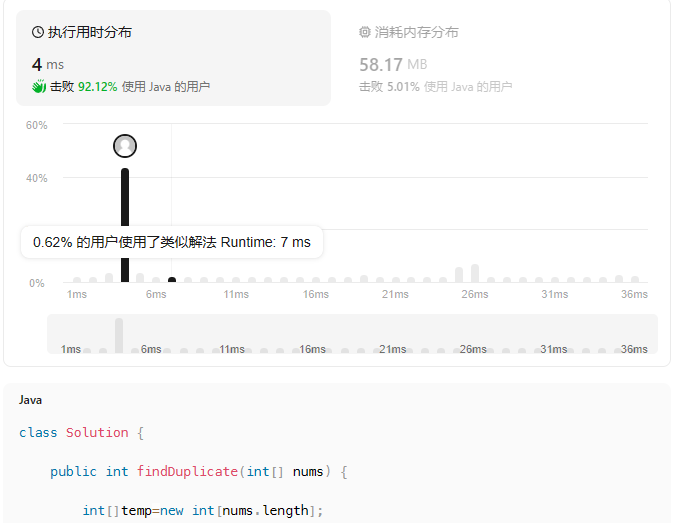 执行用时分布
消耗内存分布
4 ms
58.17 MB
击败 92.12% 使用 Java 的用户
击败 5.01% 使用 Java 的用户
60%
40%
0.62% 的用户使用了类似解法 Runtime: 7 ms
0%
1ms 6ms 11ms 16ms 21ms 26ms 31ms 36ms
1ms 6ms 11ms 16ms 21ms 26ms 31ms 36ms
Java
class Solution {
public int findDuplicate(int[] nums) {
int[]temp=new int[nums.length];